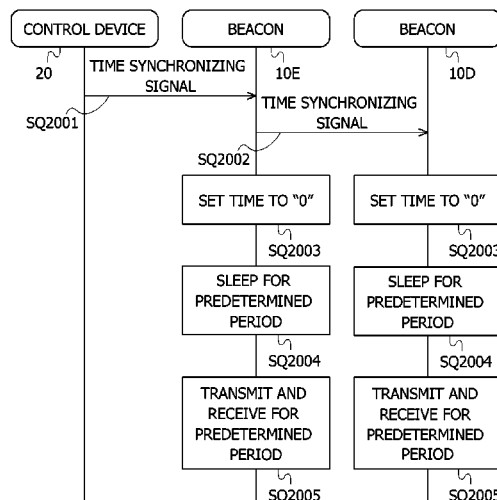 CONTROL DEVICE
BEACON
BEACON
20
10E
10D
TIME SYNCHRONIZING
SIGNAL
SQ2001
TIME SYNCHRONIZING
SIGNAL
SQ2002
SET TIME TO "0"
SET TIME TO "0"
SQ2003
SQ2003
SLEEP FOR
PREDETERMINED
PERIOD
SLEEP FOR
PREDETERMINED
PERIOD
SQ2004
SQ2004
TRANSMIT AND
RECEIVE FOR
PREDETERMINED
PERIOD
TRANSMIT AND
RECEIVE FOR
PREDETERMINED
PERIOD
SQ2005
SQ2005